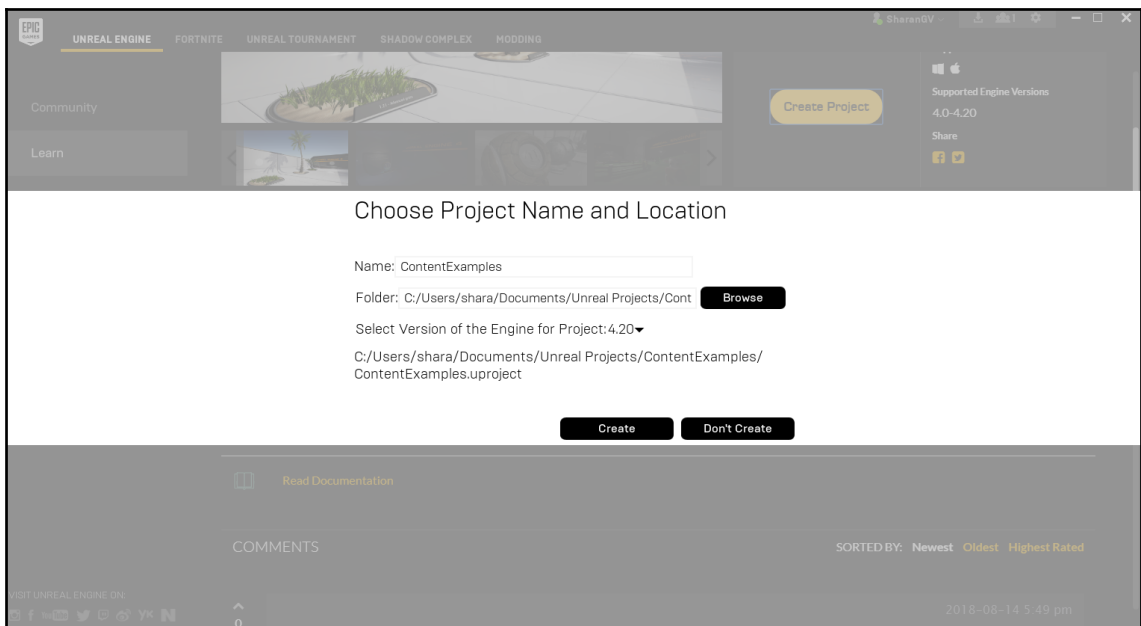 EPIC
GAMES
UNREAL ENGINE FORTNITE UNREAL TOURNAMENT SHADOW COMPLEX MODDING
SharanGV
1
Community
Learn
Create Project
Supported Engine Versions
4.0-4.20
Share
Choose Project Name and Location
Name: ContentExamples
Folder: C:/Users/shara/Documents/Unreal Projects/Cont Browse
Select Version of the Engine for Project: 4.20
C:/Users/shara/Documents/Unreal Projects/ContentExamples/
ContentExamples.uproject
Create Don't Create
Read Documentation
COMMENTS
SORTED BY: Newest Oldest Highest Rated
VISIT UNREAL ENGINE ON:
2018-08-14 5:49 pm
0